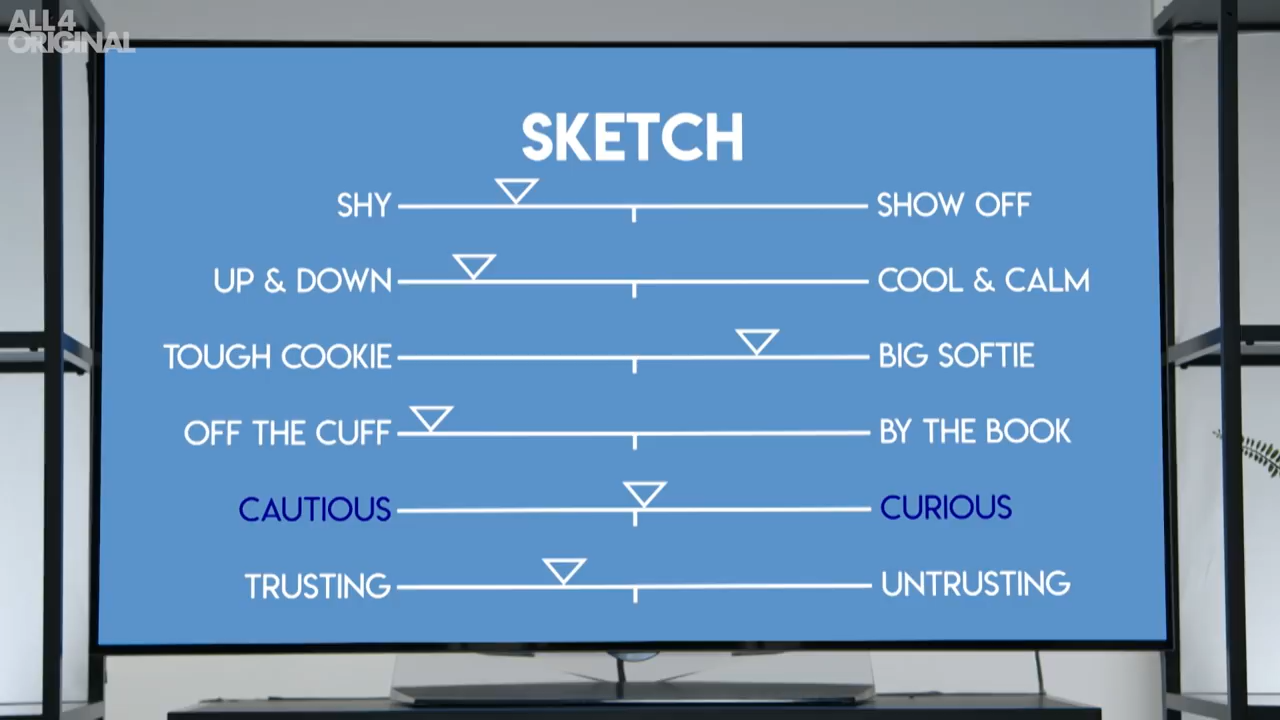 ALL 4
ORIGINAL
SKETCH
SHY SHOW OFF
UP & DOWN COOL & CALM
TOUGH COOKIE BIG SOFTIE
OFF THE CUFF BY THE BOOK
CAUTIOUS CURIOUS
TRUSTING UNTRUSTING